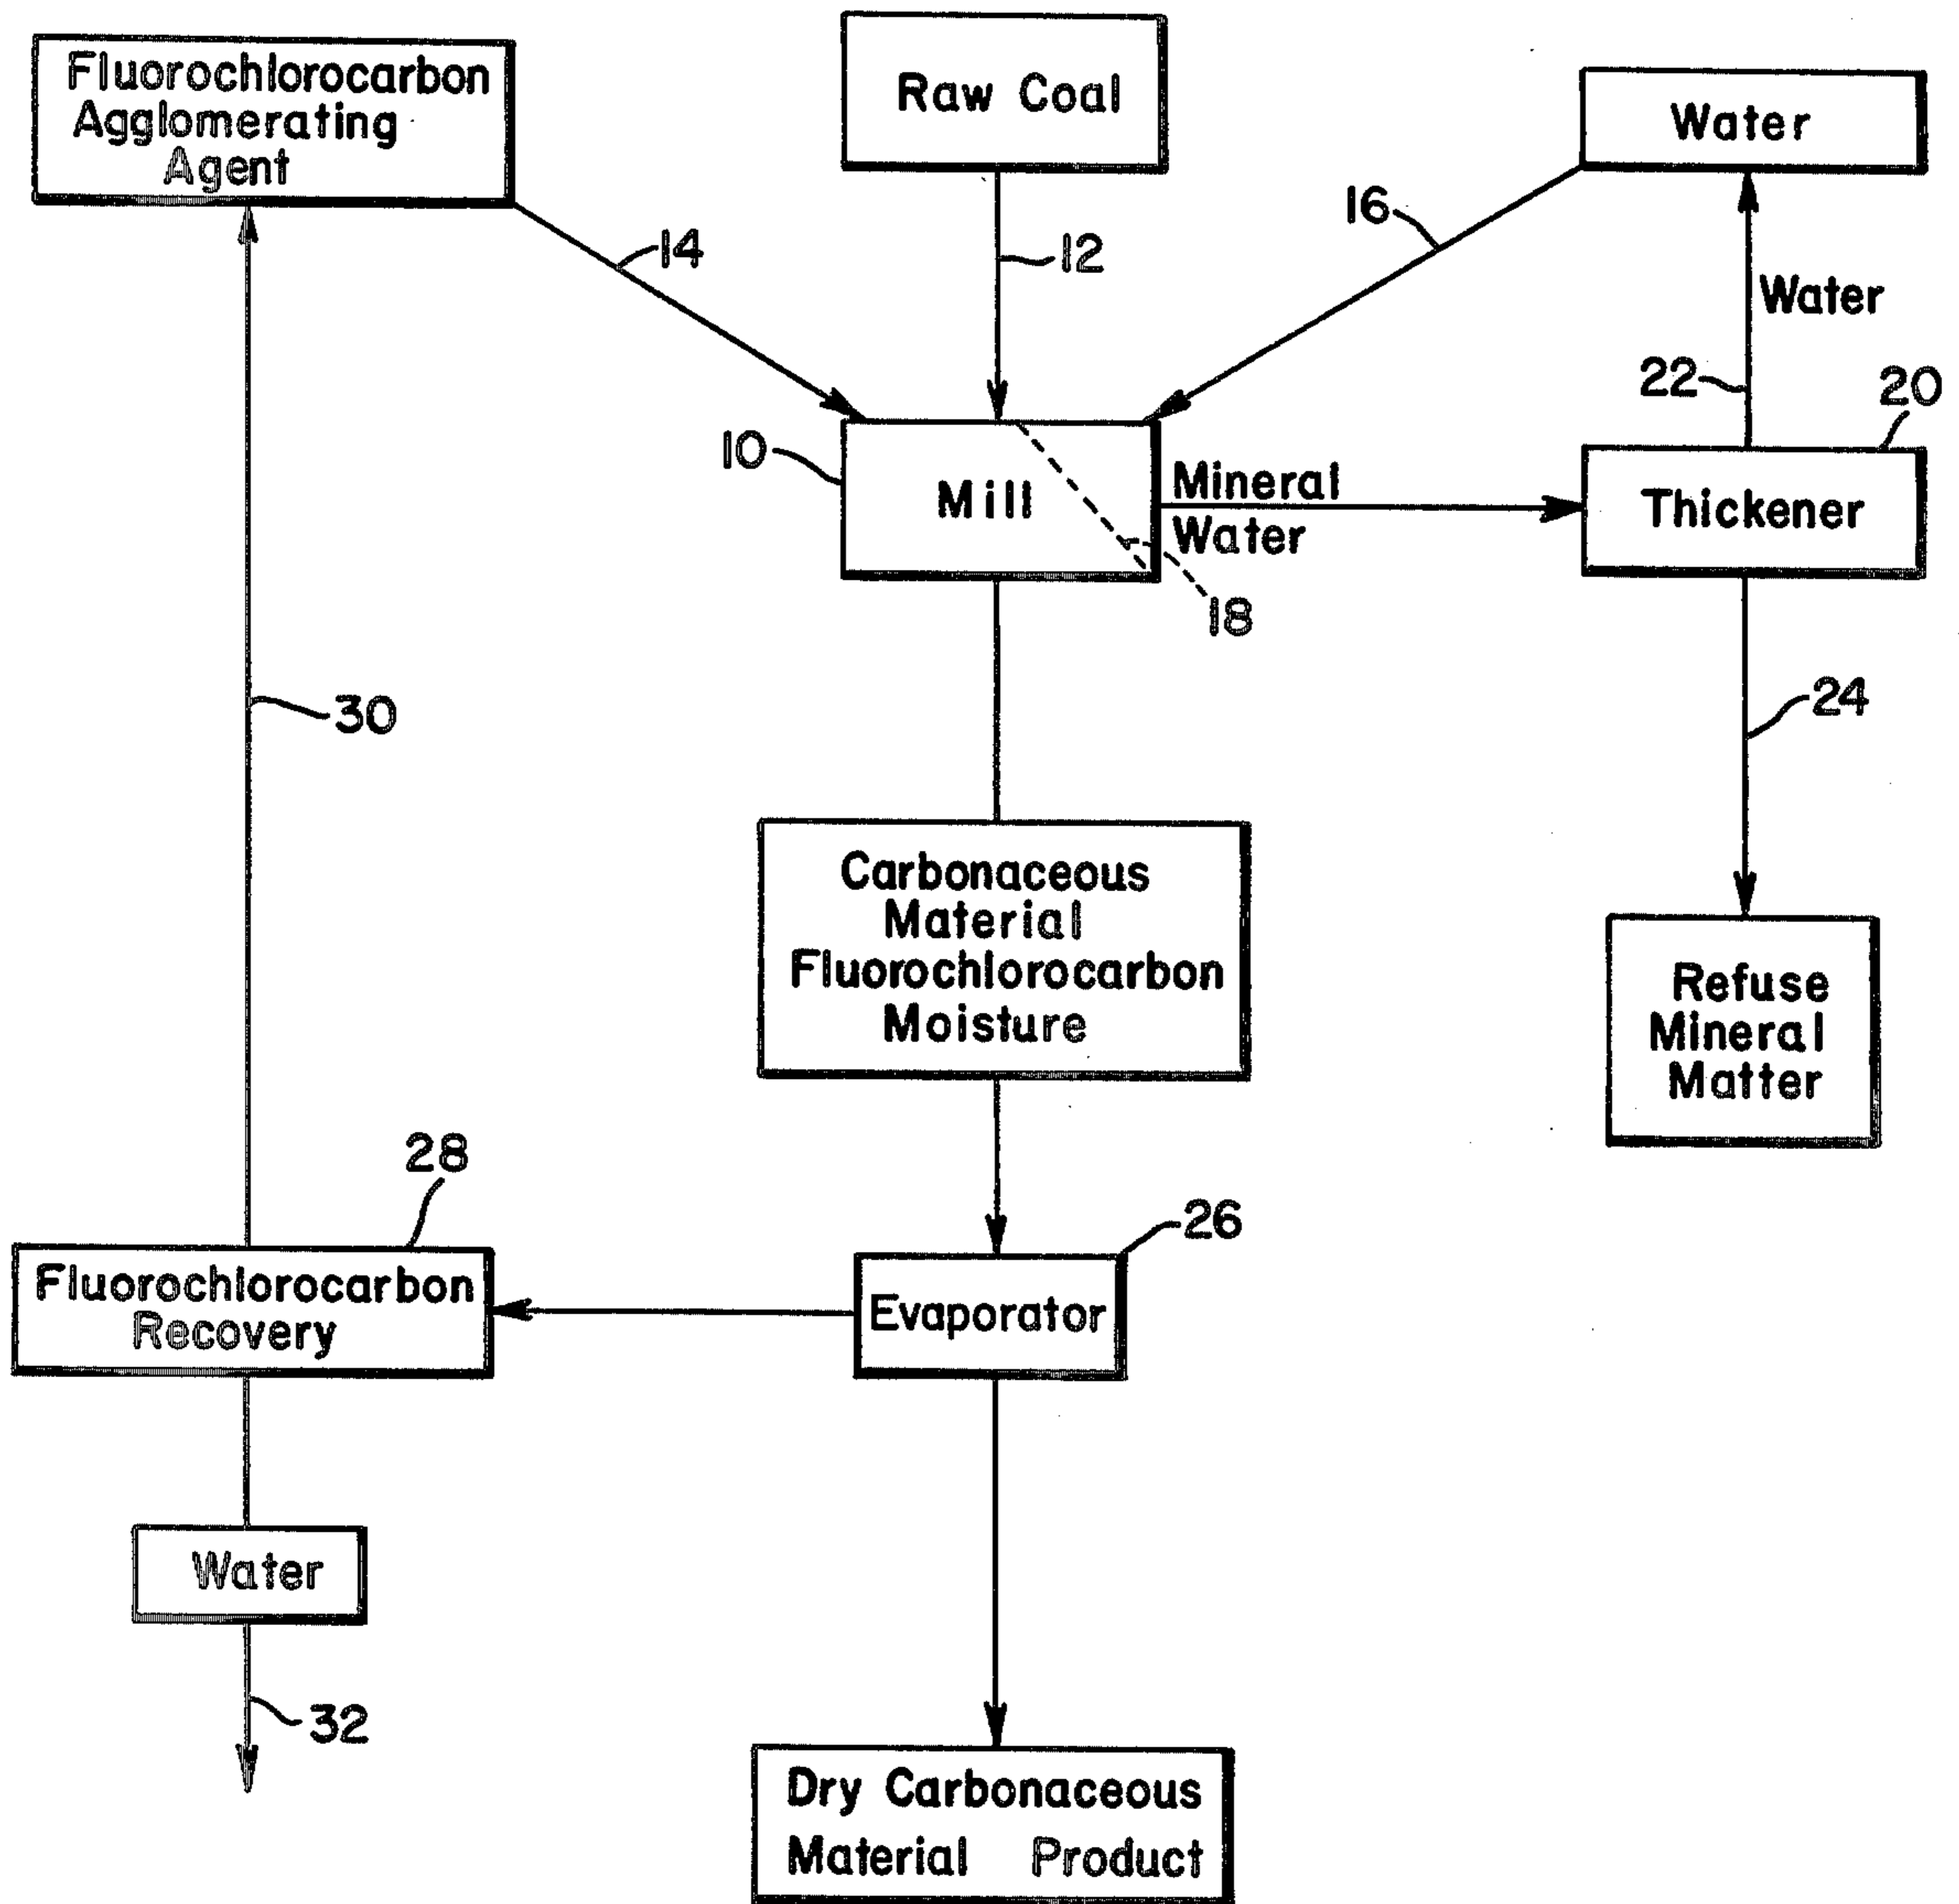 Fluorochlorocarbon
Agglomerating
Agent
Raw Coal
Water
14
12
16
Water
22
20
10
Mill
Mineral
Water
Thickener
18
30
24
Carbonaceous
Material
Fluorochlorocarbon
Moisture
Refuse
Mineral
Matter
28
26
Fluorochlorocarbon
Recovery
Evaporator
Water
32
Dry Carbonaceous
Material Product